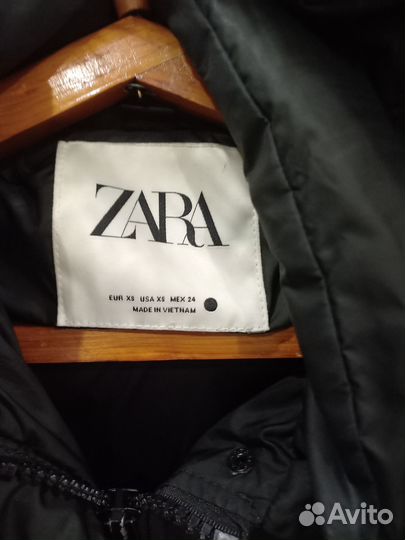 ZARA
EUR XS USA XS MEX 24
MADE IN VIETNAM
Avito